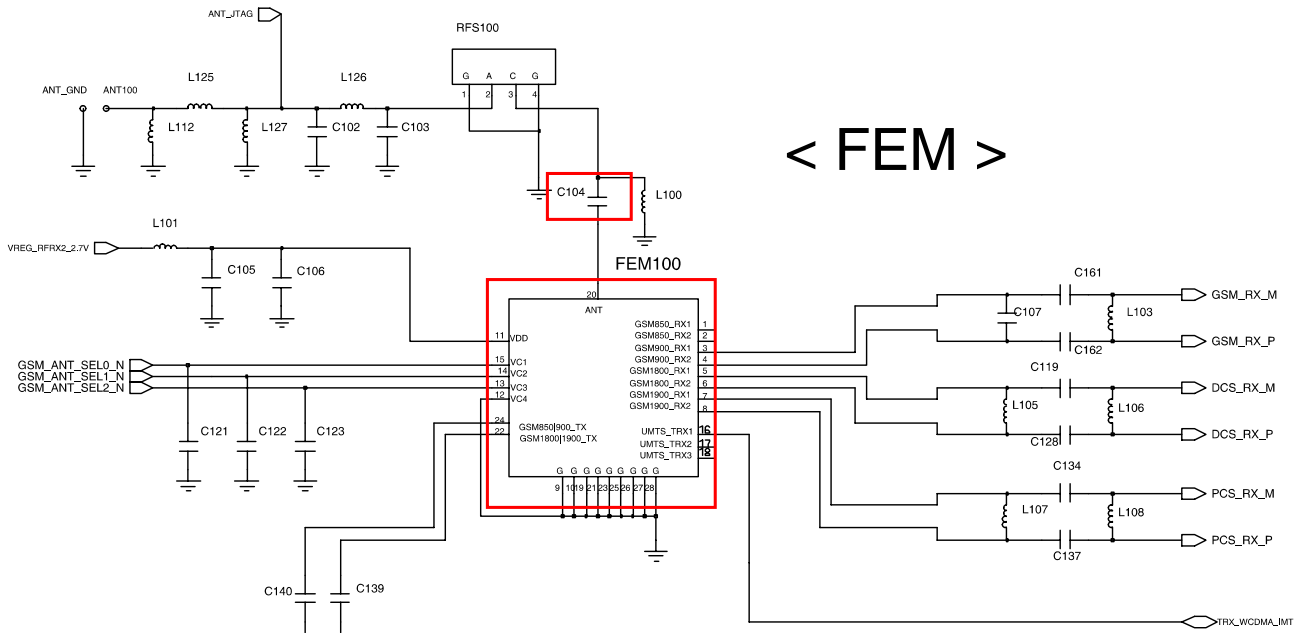 ANT_JTAG
RFS100
G A C G
1 2 3 4
ANT_GND
ANT100
L125
L126
L112
L127
C102
C103
< FEM >
C104
L100
L101
VREG_RFRX2_2.7V
C105
C106
FEM100
20
ANT
11 VDD
15 VC1
14 VC2
13 VC3
12 VC4
24 GSM850|900_TX
22 GSM1800|1900_TX
GSM850_RX1 1
GSM850_RX2 2
GSM900_RX1 3
GSM900_RX2 4
GSM1800_RX1 5
GSM1800_RX2 6
GSM1900_RX1 7
GSM1900_RX2 8
UMTS_TRX1 16
UMTS_TRX2 17
UMTS_TRX3 18
G G G G G G G G G
9 10 19 21 23 25 26 27 28
GSM_ANT_SEL0_N
GSM_ANT_SEL1_N
GSM_ANT_SEL2_N
C121
C122
C123
C140
C139
C161
C107
L103
C162
GSM_RX_M
GSM_RX_P
C119
L105
L106
C128
DCS_RX_M
DCS_RX_P
C134
L107
L108
C137
PCS_RX_M
PCS_RX_P
TRX_WCDMA_IMT